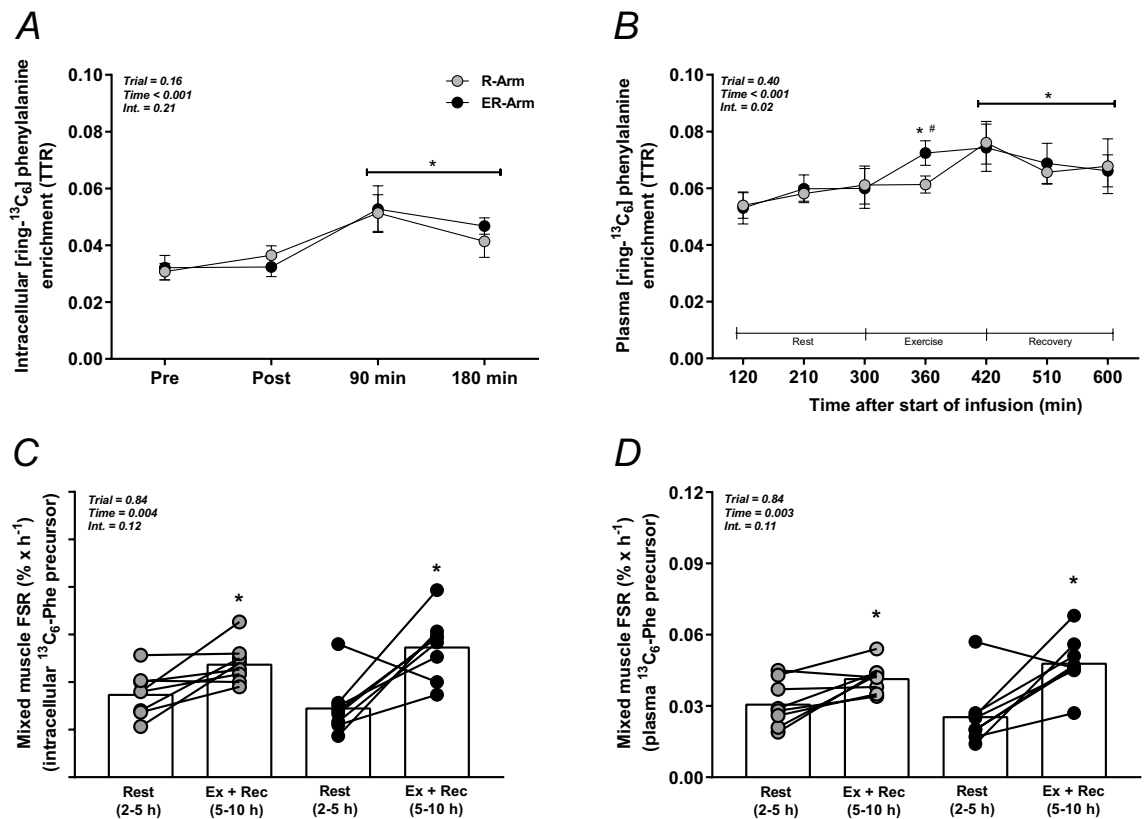 A
Intracellular [ring-¹³C₆] phenylalanine
enrichment (TTR)
0.10
0.08
0.06
0.04
0.02
0.00
Trial = 0.16
Time < 0.001
Int. = 0.21
R-Arm
ER-Arm
*
Pre
Post
90 min
180 min
B
Plasma [ring-¹³C₆] phenylalanine
enrichment (TTR)
0.10
0.08
0.06
0.04
0.02
0.00
Trial = 0.40
Time < 0.001
Int. = 0.02
* #
*
Rest
Exercise
Recovery
120
210
300
360
420
510
600
Time after start of infusion (min)
C
Mixed muscle FSR (% x h⁻¹)
(intracellular ¹³C₆-Phe precursor)
Trial = 0.84
Time = 0.004
Int. = 0.12
*
*
Rest
(2-5 h)
Ex + Rec
(5-10 h)
Rest
(2-5 h)
Ex + Rec
(5-10 h)
D
Mixed muscle FSR (% x h⁻¹)
(plasma ¹³C₆-Phe precursor)
0.12
0.09
0.06
0.03
0.00
Trial = 0.84
Time = 0.003
Int. = 0.11
*
*
Rest
(2-5 h)
Ex + Rec
(5-10 h)
Rest
(2-5 h)
Ex + Rec
(5-10 h)